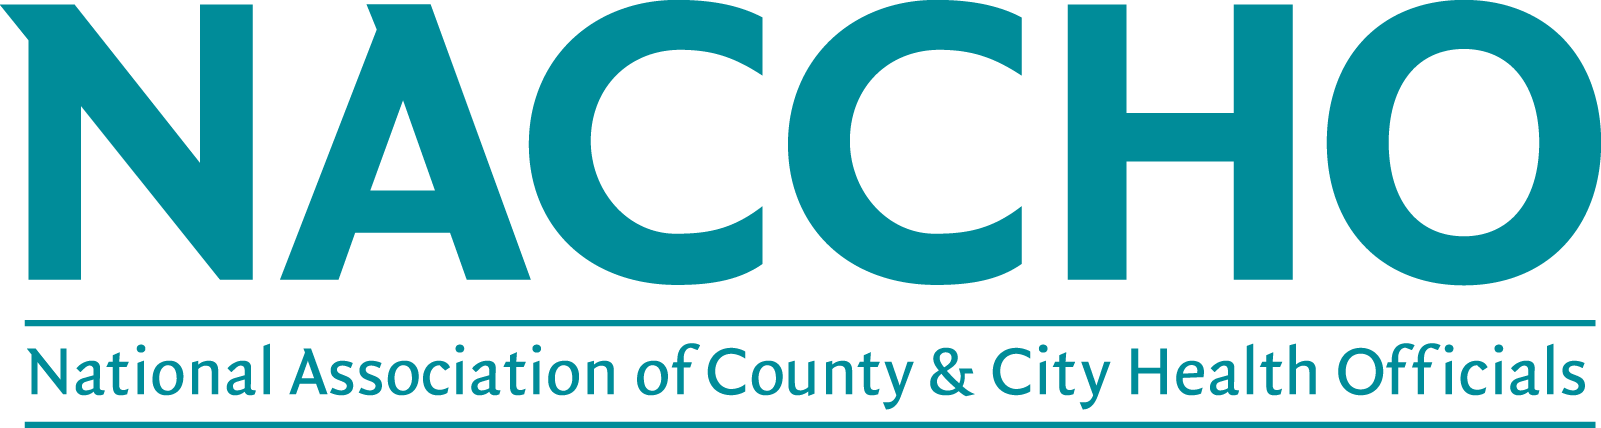 NACCHO
National Association of County & City Health Officials